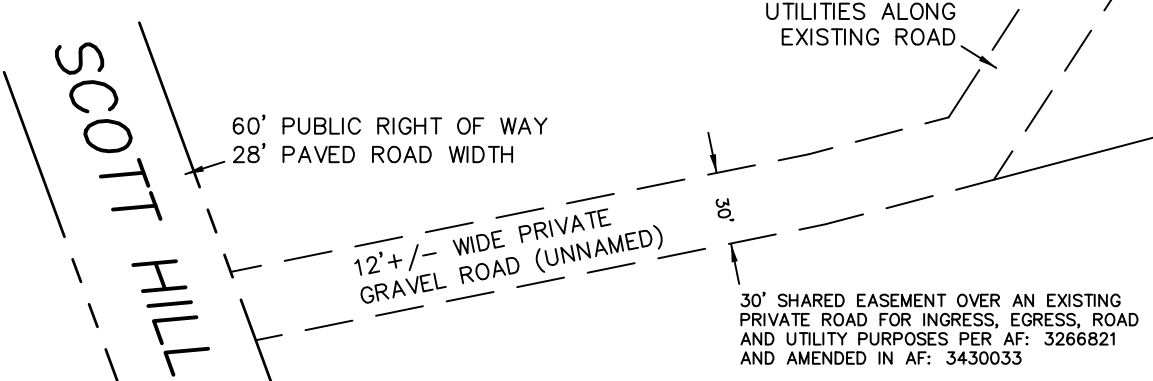 UTILITIES ALONG
EXISTING ROAD
SCOTT HILL
60' PUBLIC RIGHT OF WAY
28' PAVED ROAD WIDTH
30'
12'+/- WIDE PRIVATE
GRAVEL ROAD (UNNAMED)
30' SHARED EASEMENT OVER AN EXISTING
PRIVATE ROAD FOR INGRESS, EGRESS, ROAD
AND UTILITY PURPOSES PER AF: 3266821
AND AMENDED IN AF: 3430033